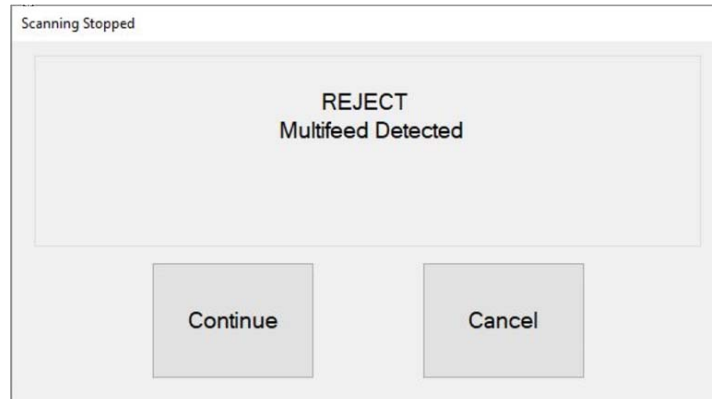 Scanning Stopped
REJECT
Multifeed Detected
Continue
Cancel